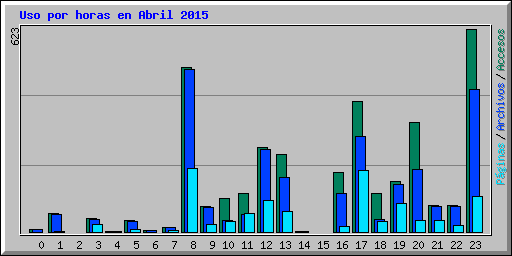 Uso por horas en Abril 2015
623
Páginas / Archivos / Accesos
0 1 2 3 4 5 6 7 8 9 10 11 12 13 14 15 16 17 18 19 20 21 22 23